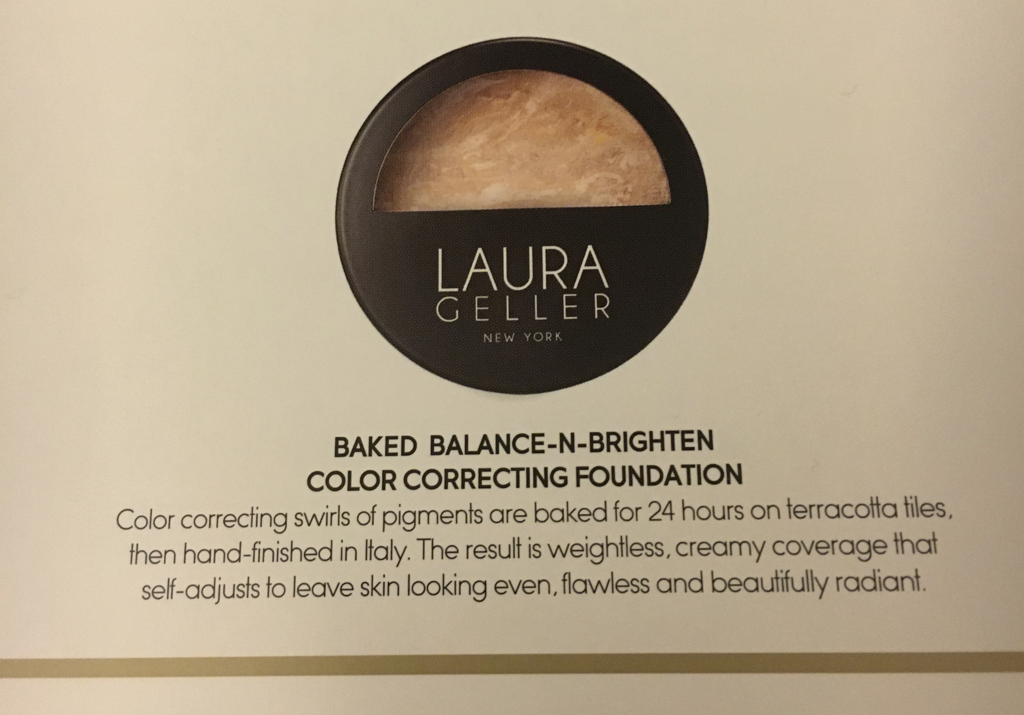 LAURA
GELLER
NEW YORK
BAKED BALANCE-N-BRIGHTEN
COLOR CORRECTING FOUNDATION
Color correcting swirls of pigments are baked for 24 hours on terracotta tiles,
then hand-finished in Italy. The result is weightless, creamy coverage that
self-adjusts to leave skin looking even, flawless and beautifully radiant.